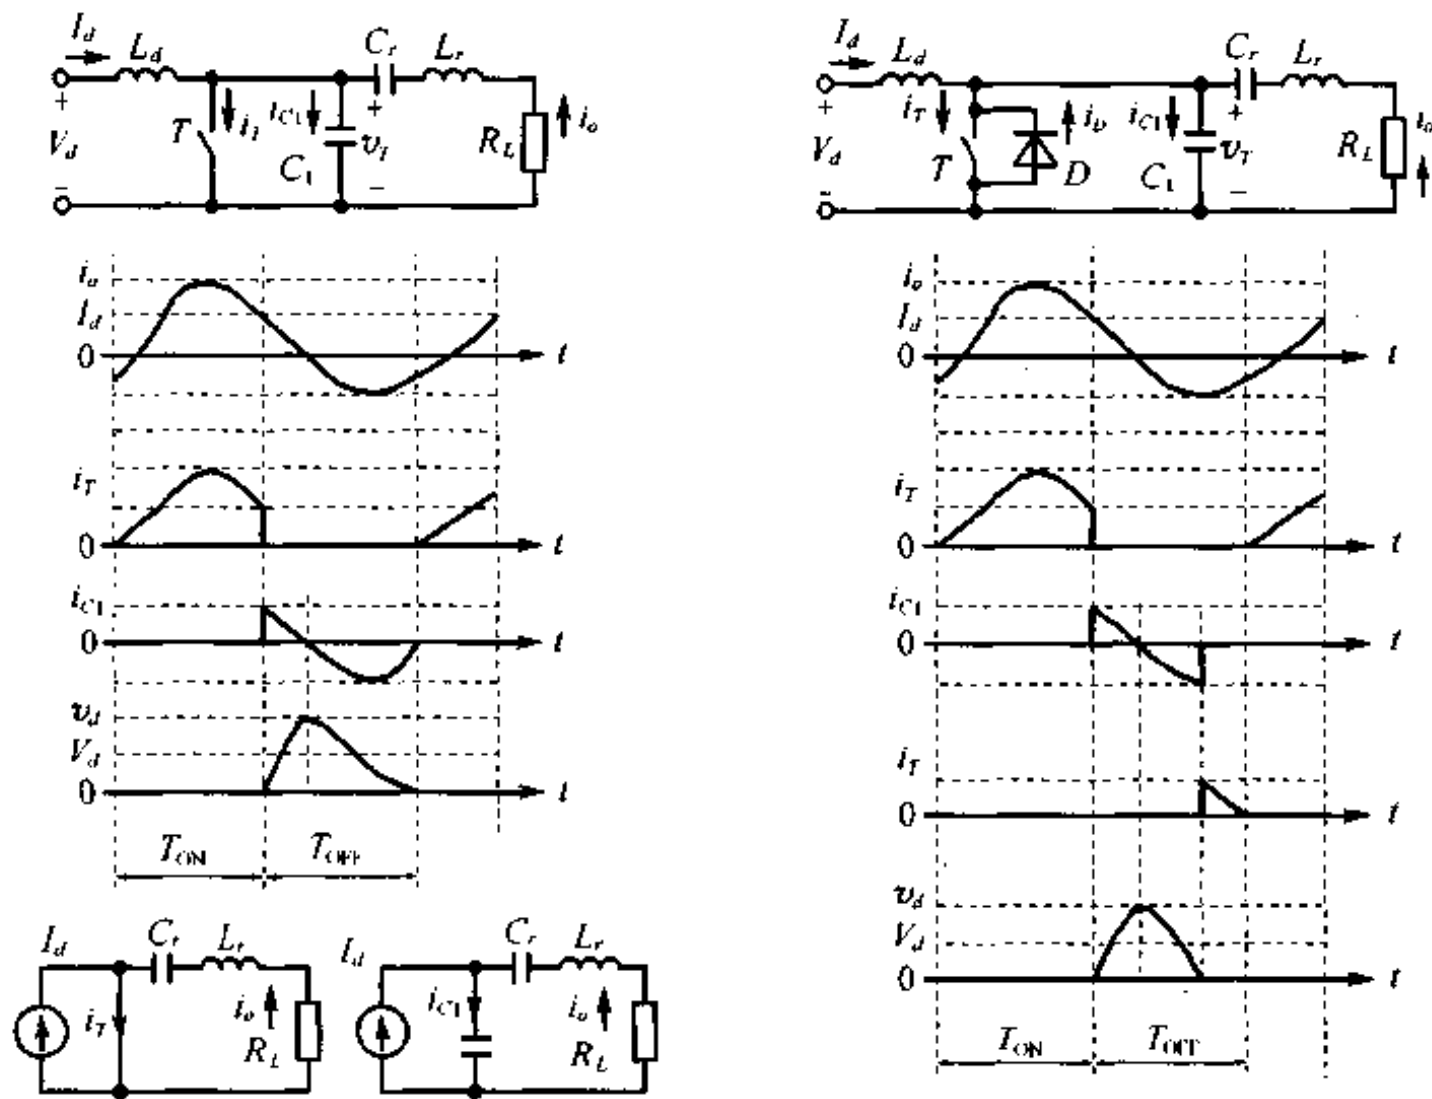 I_d L_d C_r L_r
+ T i_T i_C1 + i_o
V_d C_1 v_T R_L
- -
i_o
I_d
0 t
i_T
0 t
i_C1
0 t
v_d
V_d
0 t
T_ON T_OFF
I_d C_r L_r
i_T i_o R_L
I_d C_r L_r
i_C1 i_o R_L
I_d L_d C_r L_r
+ i_T i_D i_C1 + i_o
V_d T D C_1 v_T R_L
- -
i_o
I_d
0 t
i_T
0 t
i_C1
0 t
i_T
0 t
v_d
V_d
0 t
T_ON T_OFF